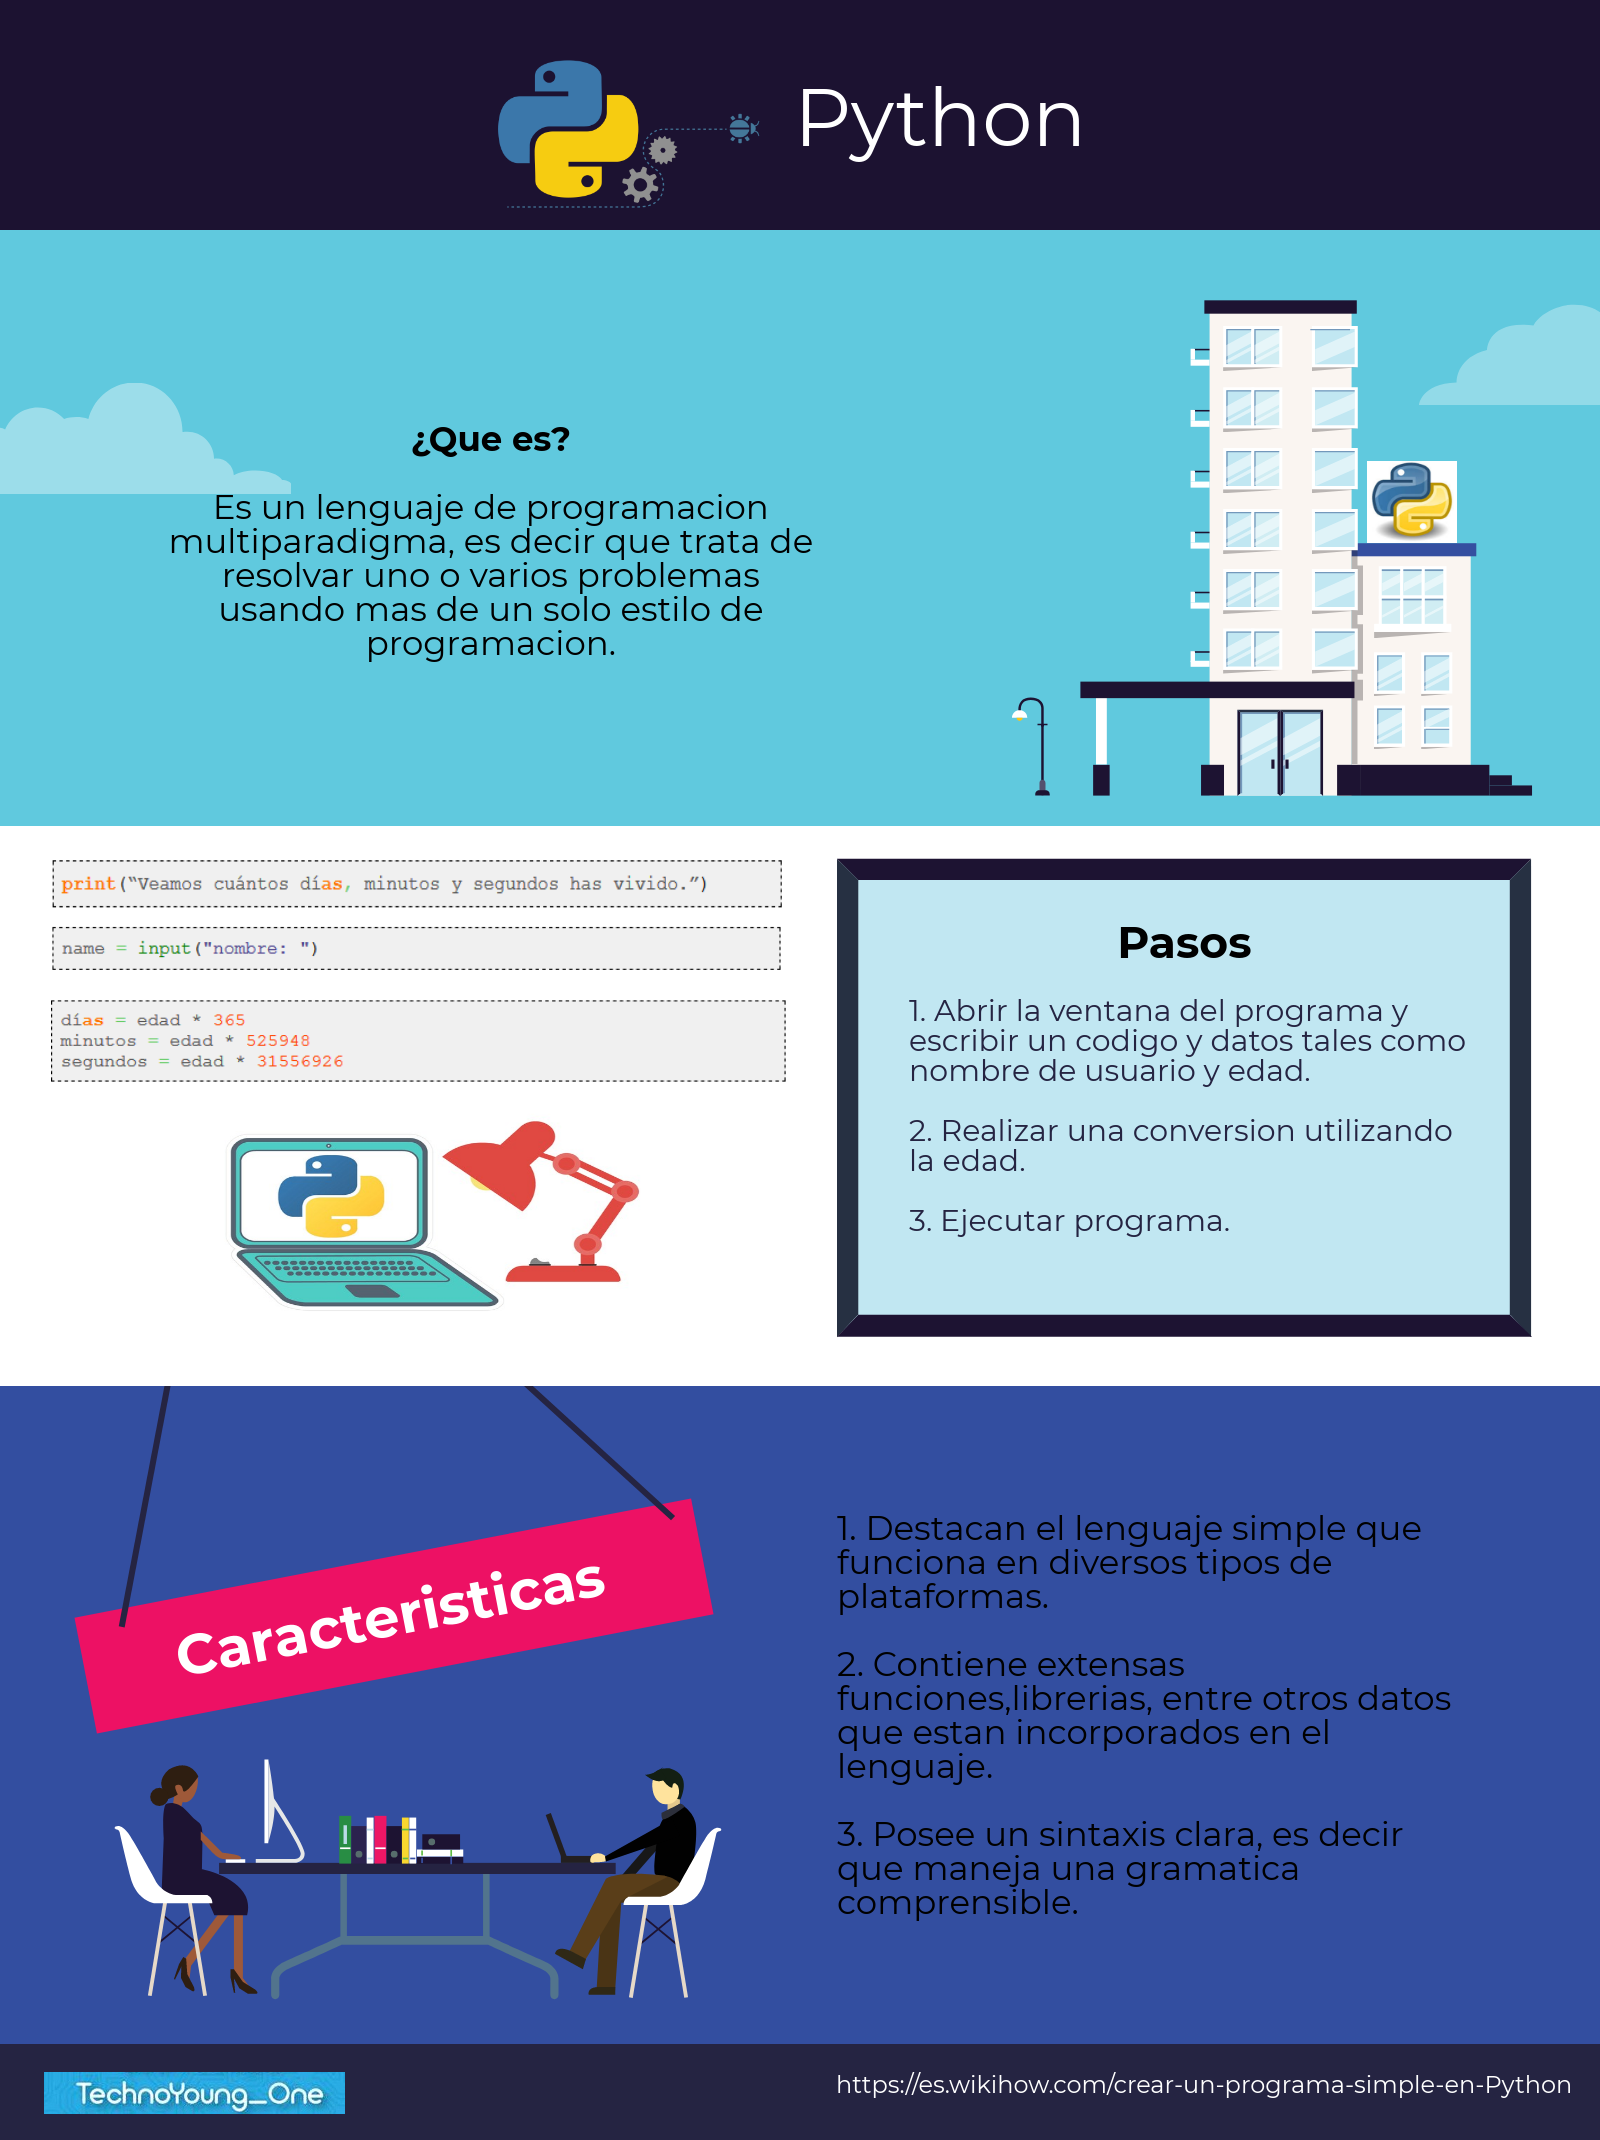 Python
¿Que es?
Es un lenguaje de programacion
multiparadigma, es decir que trata de
resolvar uno o varios problemas
usando mas de un solo estilo de
programacion.
print(“Veamos cuántos días, minutos y segundos has vivido.”)
name = input("nombre: ")
días = edad * 365
minutos = edad * 525948
segundos = edad * 31556926
Pasos
1. Abrir la ventana del programa y
escribir un codigo y datos tales como
nombre de usuario y edad.
2. Realizar una conversion utilizando
la edad.
3. Ejecutar programa.
Caracteristicas
1. Destacan el lenguaje simple que
funciona en diversos tipos de
plataformas.
2. Contiene extensas
funciones,librerias, entre otros datos
que estan incorporados en el
lenguaje.
3. Posee un sintaxis clara, es decir
que maneja una gramatica
comprensible.
TechnoYoung_One
https://es.wikihow.com/crear-un-programa-simple-en-Python